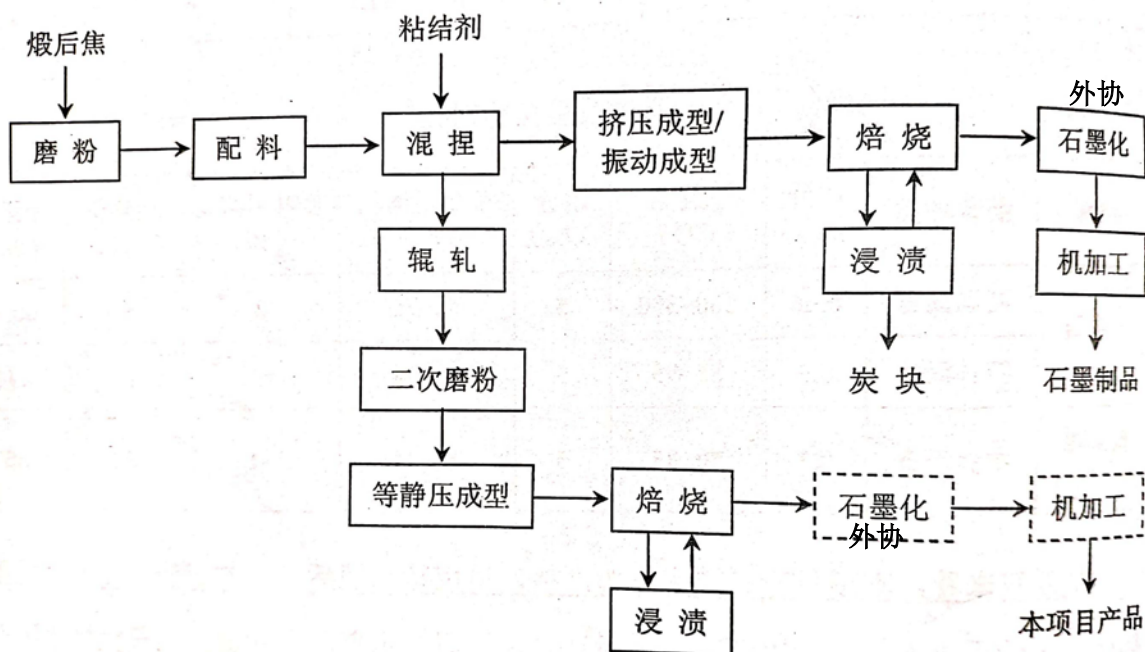 煅后焦
粘结剂
外协
磨粉
配料
混捏
挤压成型/
振动成型
焙烧
石墨化
辊轧
浸渍
机加工
二次磨粉
炭块
石墨制品
等静压成型
焙烧
石墨化
外协
机加工
浸渍
本项目产品